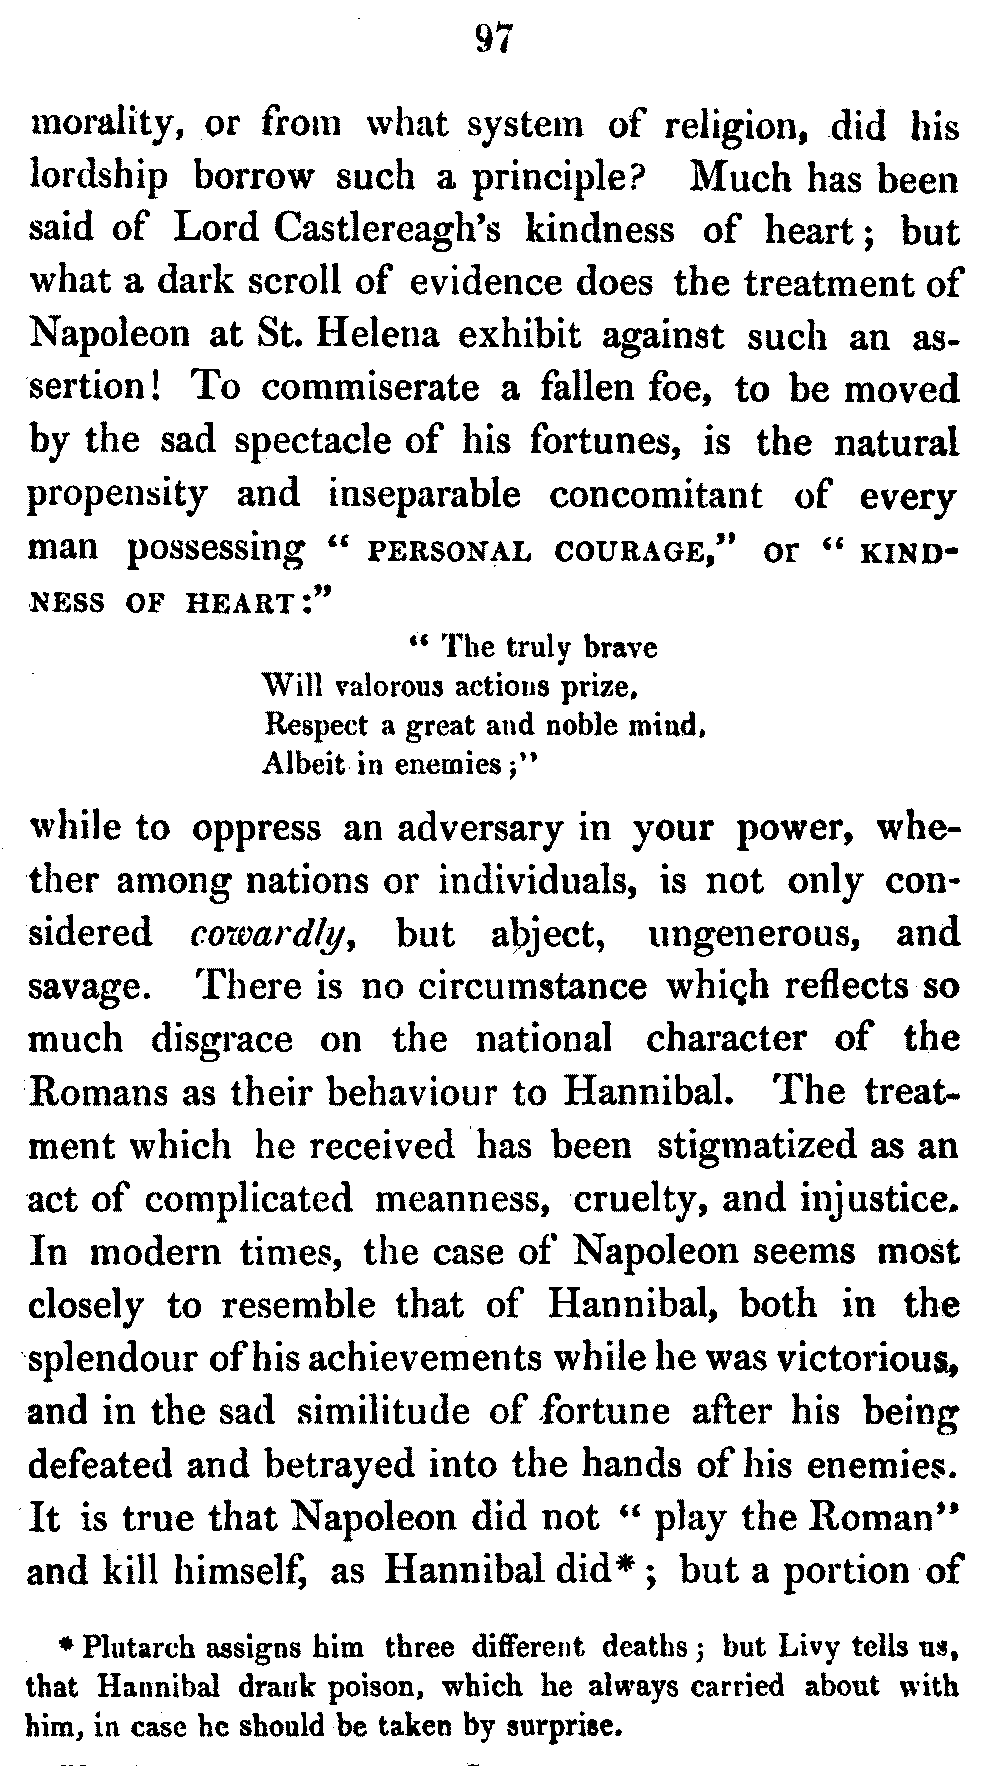 97
morality, or from what system of religion, did his
lordship borrow such a principle? Much has been
said of Lord Castlereagh's kindness of heart; but
what a dark scroll of evidence does the treatment of
Napoleon at St. Helena exhibit against such an as-
sertion! To commiserate a fallen foe, to be moved
by the sad spectacle of his fortunes, is the natural
propensity and inseparable concomitant of every
man possessing “ PERSONAL COURAGE,” or “ KIND-
NESS OF HEART:”
“ The truly brave
Will valorous actions prize,
Respect a great and noble mind,
Albeit in enemies;”
while to oppress an adversary in your power, whe-
ther among nations or individuals, is not only con-
sidered cowardly, but abject, ungenerous, and
savage. There is no circumstance which reflects so
much disgrace on the national character of the
Romans as their behaviour to Hannibal. The treat-
ment which he received has been stigmatized as an
act of complicated meanness, cruelty, and injustice.
In modern times, the case of Napoleon seems most
closely to resemble that of Hannibal, both in the
splendour of his achievements while he was victorious,
and in the sad similitude of fortune after his being
defeated and betrayed into the hands of his enemies.
It is true that Napoleon did not “ play the Roman”
and kill himself, as Hannibal did*; but a portion of
* Plutarch assigns him three different deaths; but Livy tells us,
that Hannibal drank poison, which he always carried about with
him, in case he should be taken by surprise.